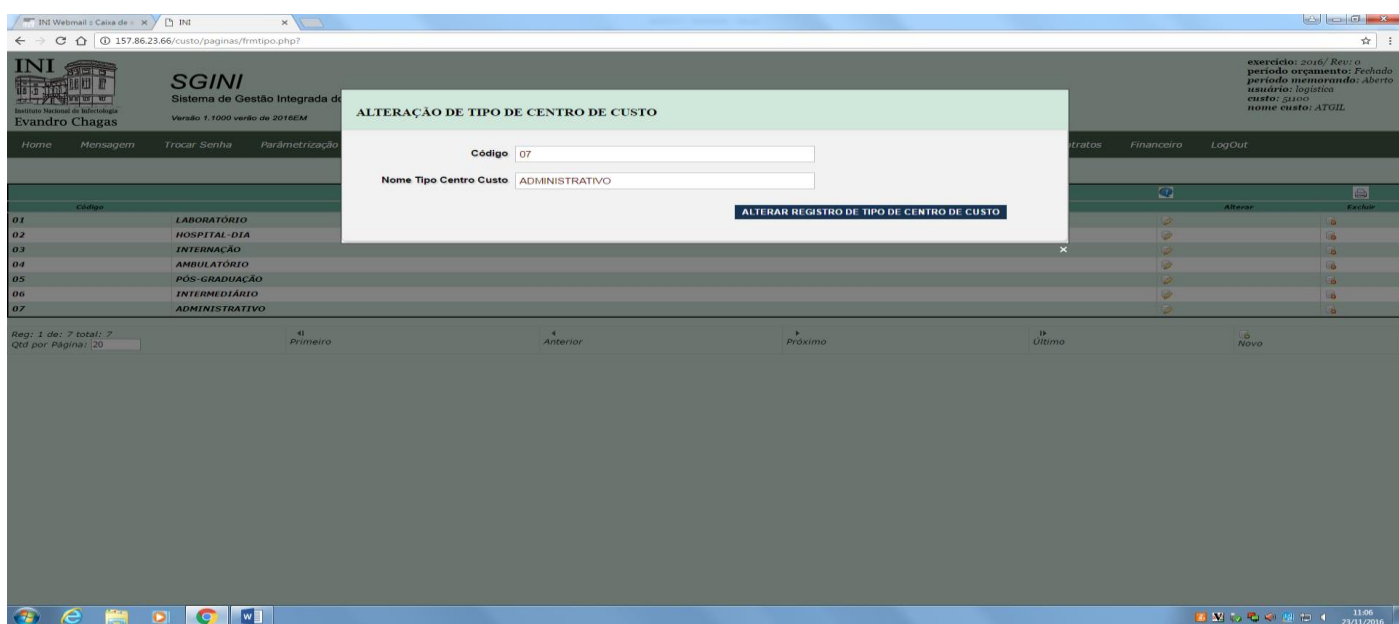 INI Webmail :: Caixa de
INI
157.86.23.66/custo/paginas/frmtipo.php?
INI
Instituto Nacional de Infectologia
Evandro Chagas
SGINI
Sistema de Gestão Integrada do
Versão 1.1000 verão de 2016EM
exercício: 2016/ Rev: 0
período orçamento: Fechado
período memorando: Aberto
usuário: logistica
custo: 51100
nome custo: ATGIL
Home Mensagem Trocar Senha Parâmetrização Financeiro LogOut
ALTERAÇÃO DE TIPO DE CENTRO DE CUSTO
Código 07
Nome Tipo Centro Custo ADMINISTRATIVO
ALTERAR REGISTRO DE TIPO DE CENTRO DE CUSTO
Código Alterar Excluir
01 LABORATÓRIO
02 HOSPITAL-DIA
03 INTERNAÇÃO
04 AMBULATÓRIO
05 PÓS-GRADUAÇÃO
06 INTERMEDIÁRIO
07 ADMINISTRATIVO
Reg: 1 de: 7 total: 7
Qtd por Página: 20
Primeiro Anterior Próximo Último Novo
11:06
23/11/2016